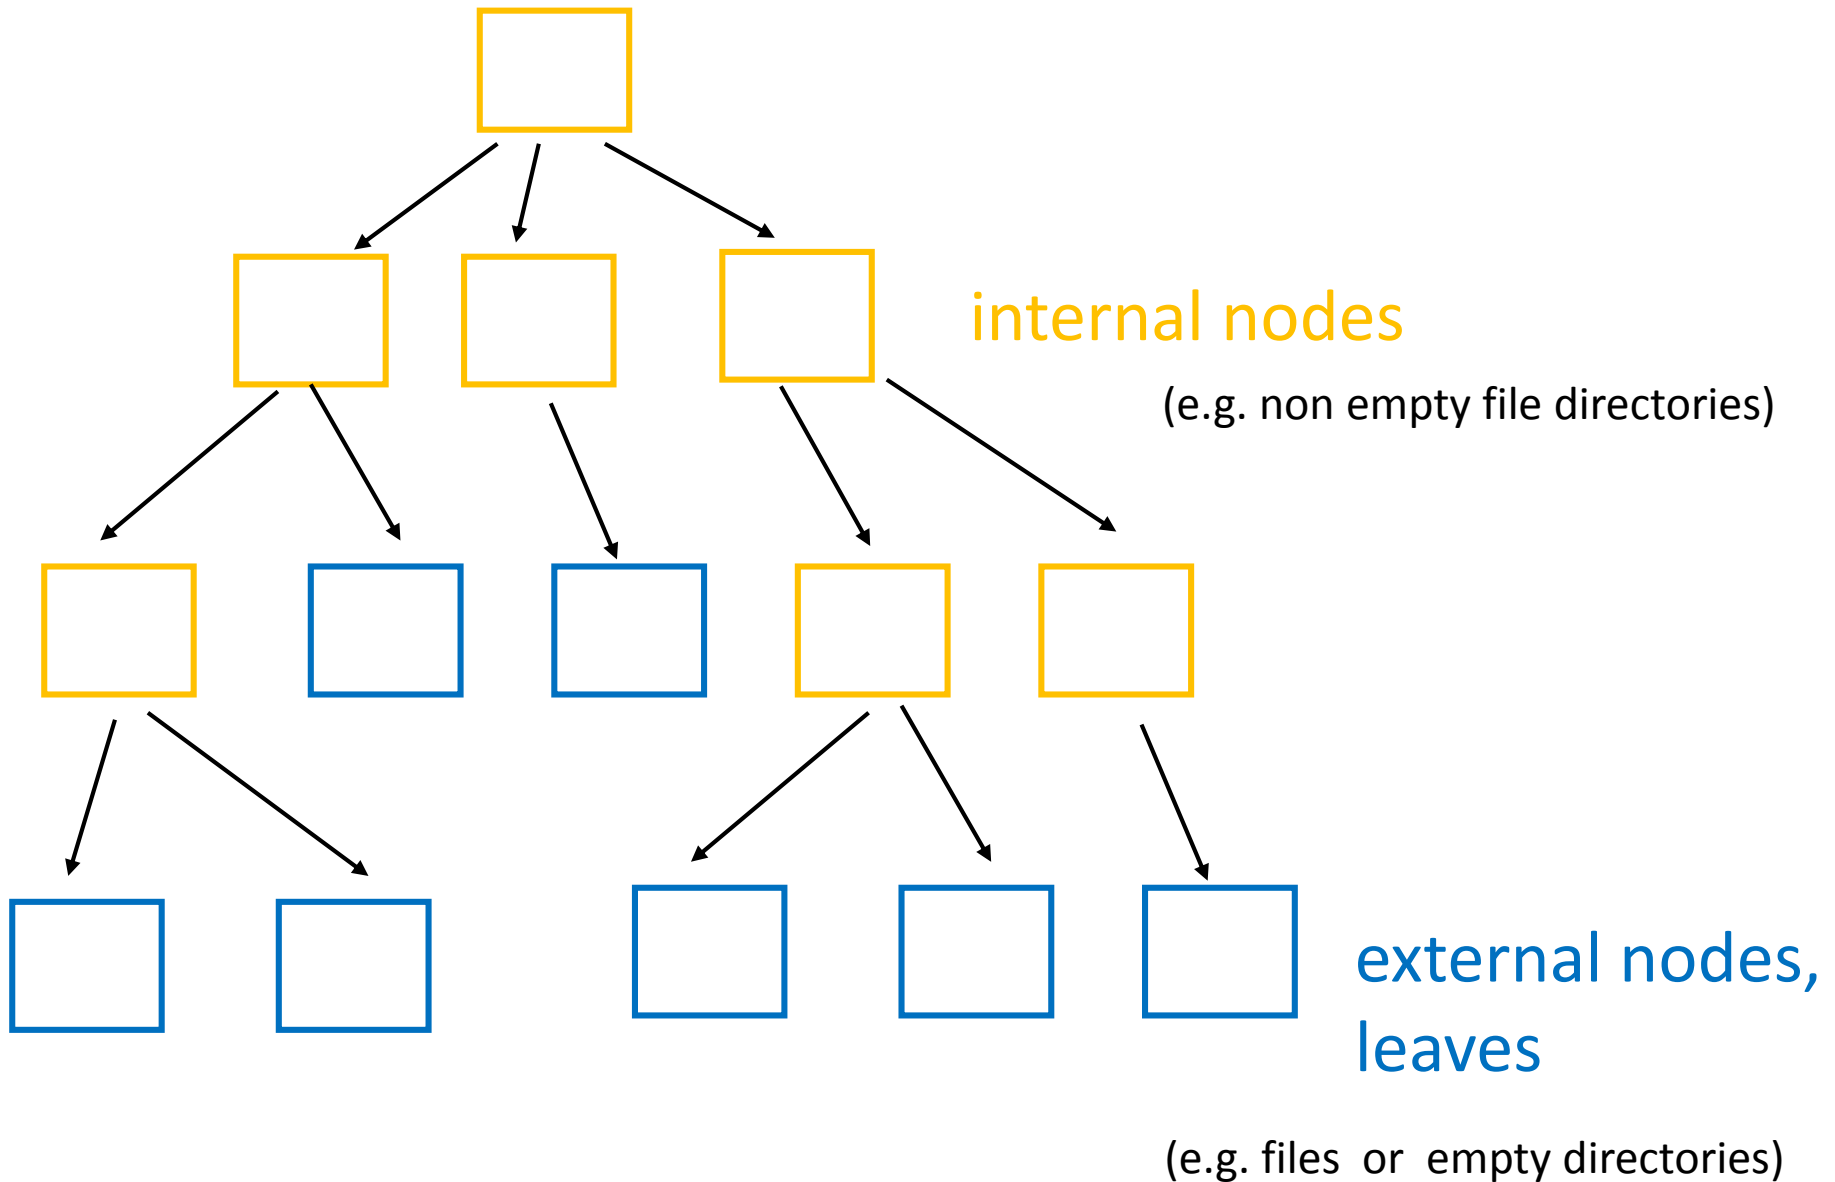 internal nodes
(e.g. non empty file directories)
external nodes,
leaves
(e.g. files or empty directories)